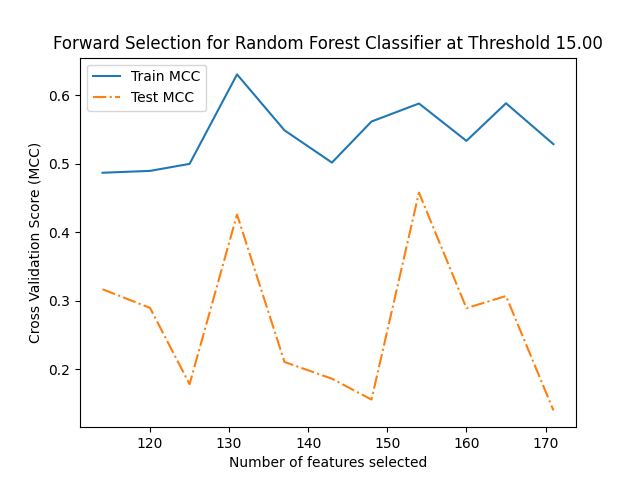 Forward Selection for Random Forest Classifier at Threshold 15.00
Train MCC
Test MCC
Cross Validation Score (MCC)
0.6
0.5
0.4
0.3
0.2
120 130 140 150 160 170
Number of features selected